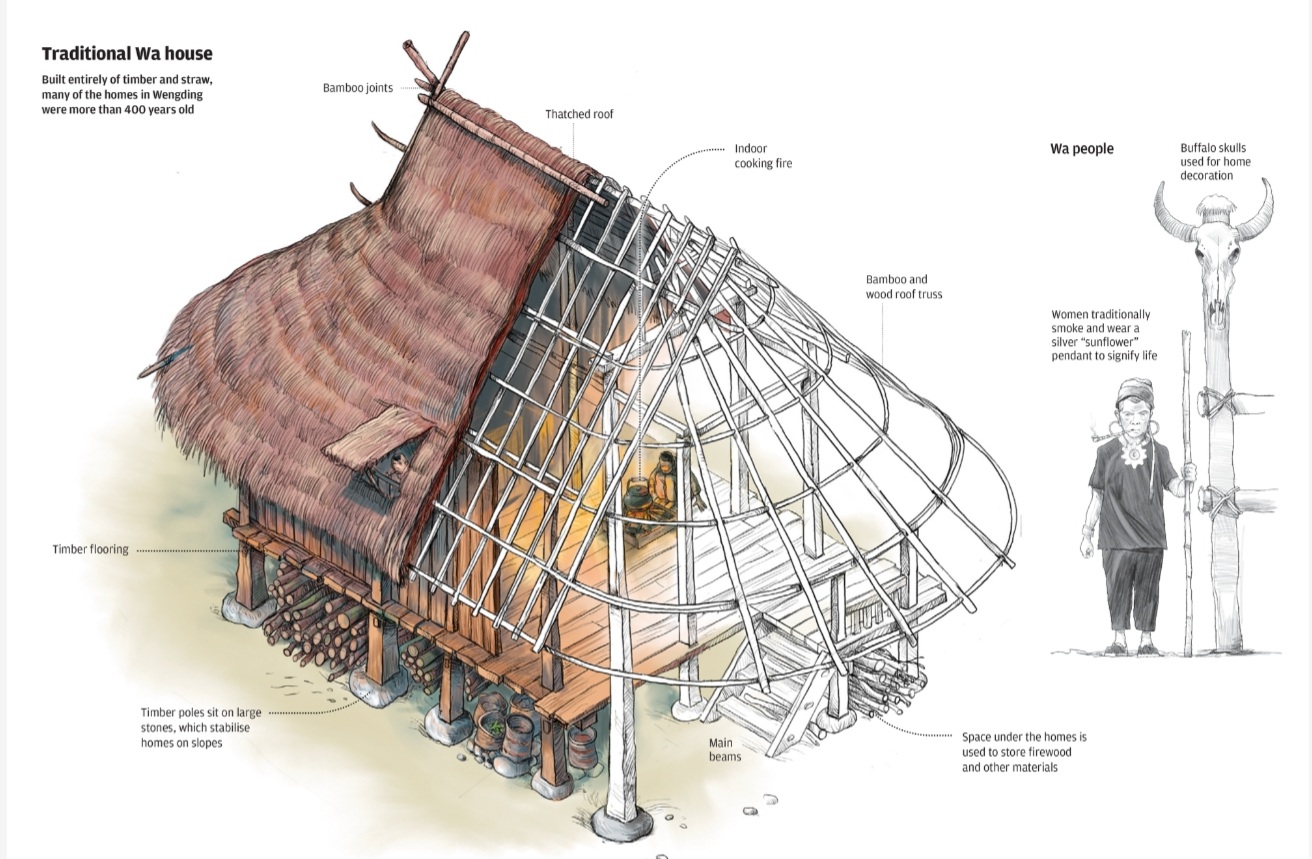 Traditional Wa house
Built entirely of timber and straw,
many of the homes in Wengding
were more than 400 years old
Bamboo joints
Thatched roof
Indoor
cooking fire
Bamboo and
wood roof truss
Timber flooring
Timber poles sit on large
stones, which stabilise
homes on slopes
Main
beams
Space under the homes is
used to store firewood
and other materials
Wa people
Buffalo skulls
used for home
decoration
Women traditionally
smoke and wear a
silver “sunflower”
pendant to signify life